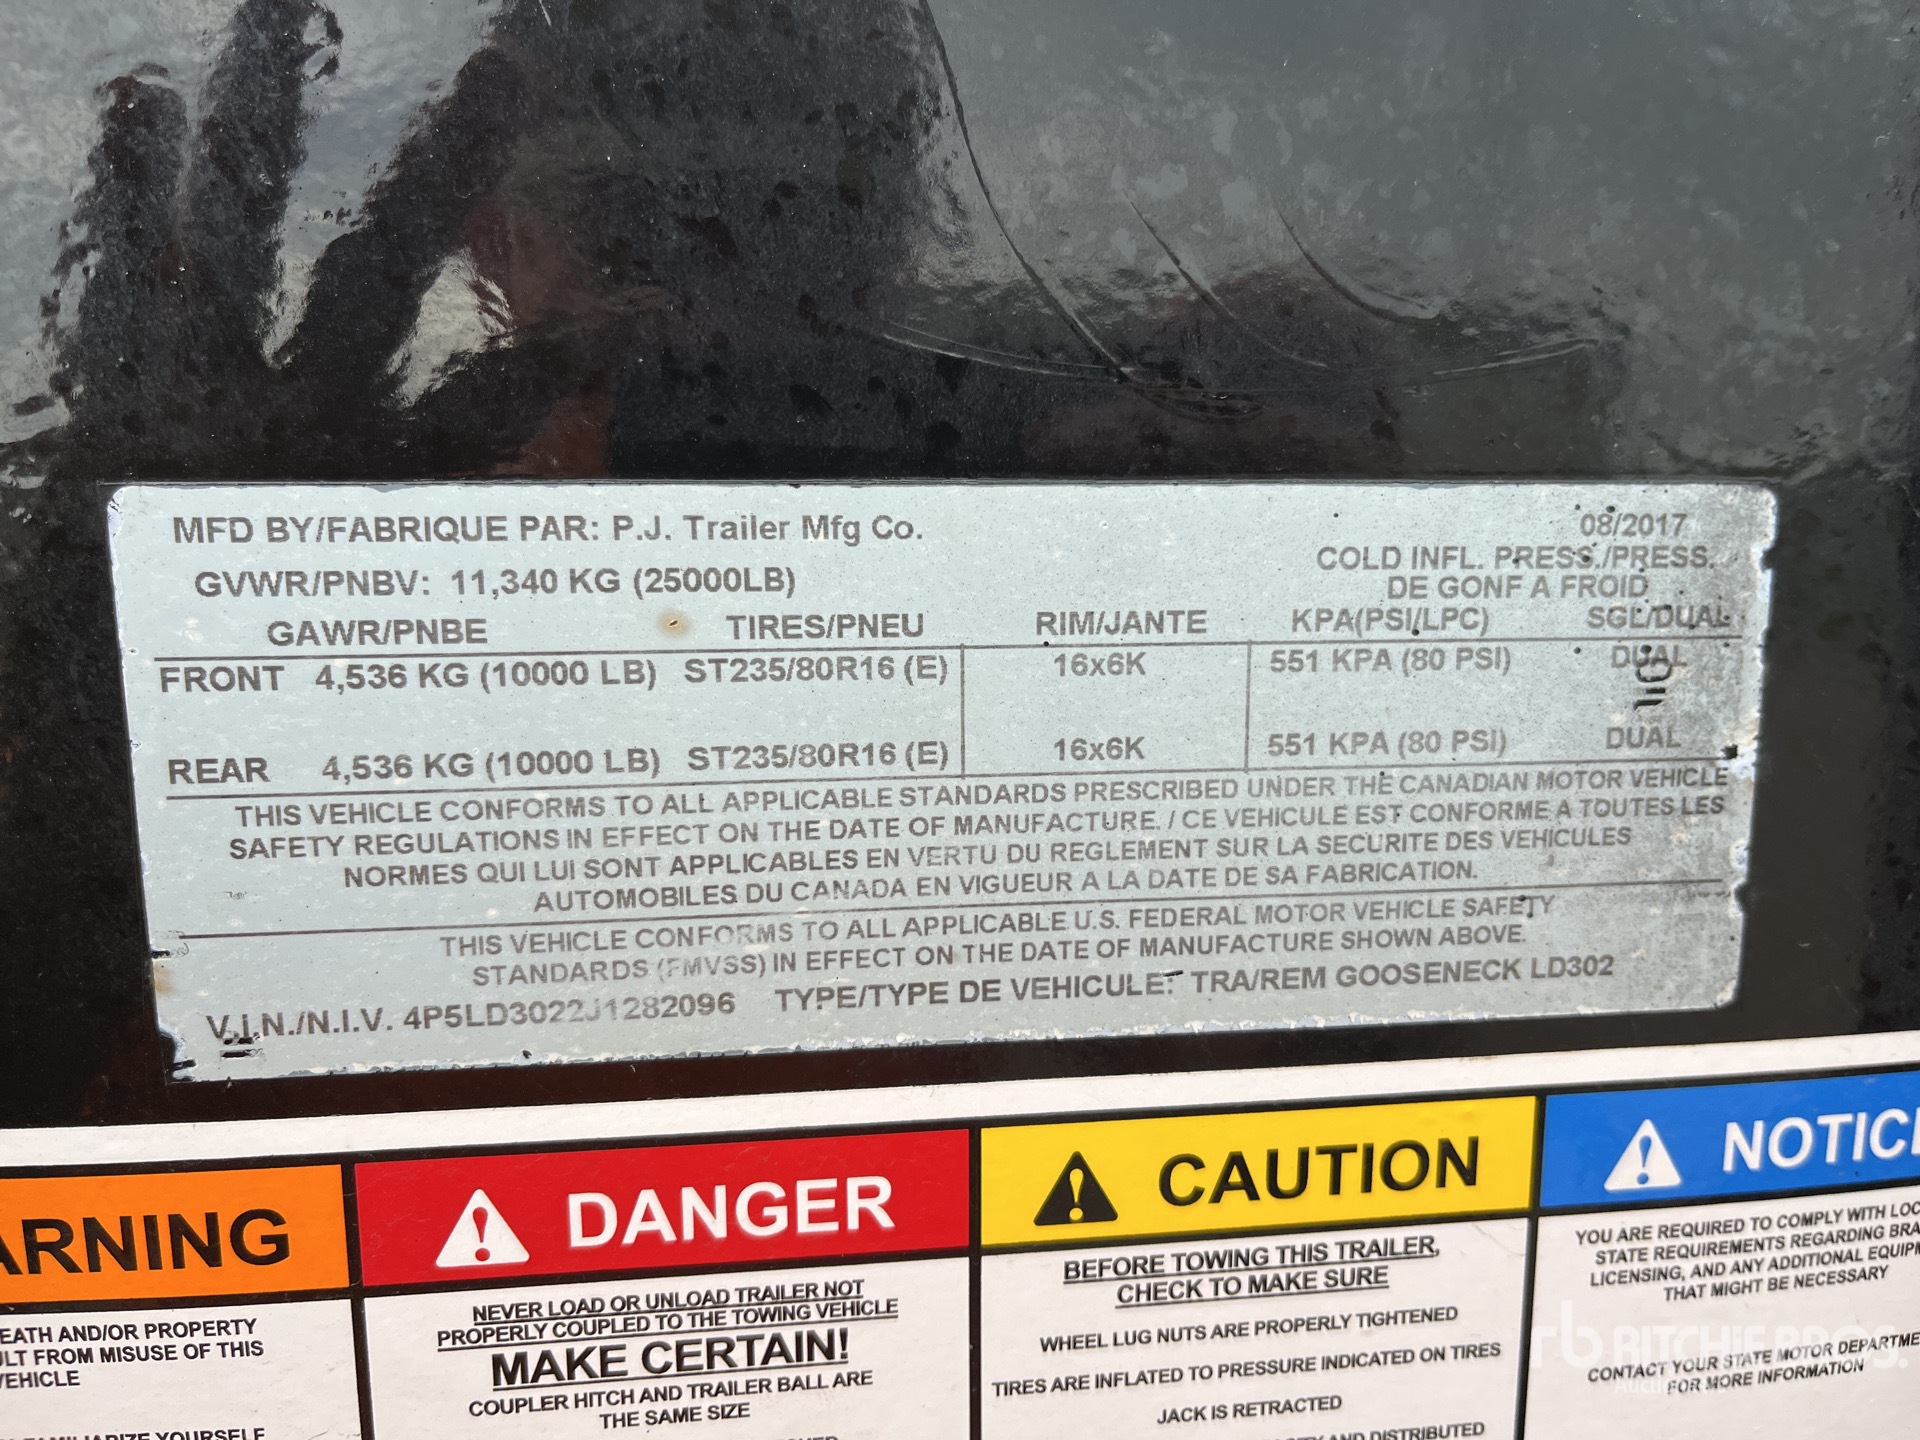 MFD BY/FABRIQUE PAR: P.J. Trailer Mfg Co. 08/2017
GVWR/PNBV: 11,340 KG (25000LB) COLD INFL. PRESS./PRESS.
DE GONF A FROID
GAWR/PNBE TIRES/PNEU RIM/JANTE KPA(PSI/LPC) SGL/DUAL
FRONT 4,536 KG (10000 LB) ST235/80R16 (E) 16x6K 551 KPA (80 PSI) DUAL
OIL
REAR 4,536 KG (10000 LB) ST235/80R16 (E) 16x6K 551 KPA (80 PSI) DUAL
THIS VEHICLE CONFORMS TO ALL APPLICABLE STANDARDS PRESCRIBED UNDER THE CANADIAN MOTOR VEHICLE
SAFETY REGULATIONS IN EFFECT ON THE DATE OF MANUFACTURE. / CE VEHICULE EST CONFORME A TOUTES LES
NORMES QUI LUI SONT APPLICABLES EN VERTU DU REGLEMENT SUR LA SECURITE DES VEHICULES
AUTOMOBILES DU CANADA EN VIGUEUR A LA DATE DE SA FABRICATION.
THIS VEHICLE CONFORMS TO ALL APPLICABLE U.S. FEDERAL MOTOR VEHICLE SAFETY
STANDARDS (FMVSS) IN EFFECT ON THE DATE OF MANUFACTURE SHOWN ABOVE.
V.I.N./N.I.V. 4P5LD3022J1282096 TYPE/TYPE DE VEHICULE: TRA/REM GOOSENECK LD302
ARNING
EATH AND/OR PROPERTY
ULT FROM MISUSE OF THIS
VEHICLE
YOURSELF
DANGER
NEVER LOAD OR UNLOAD TRAILER NOT
PROPERLY COUPLED TO THE TOWING VEHICLE
MAKE CERTAIN!
COUPLER HITCH AND TRAILER BALL ARE
THE SAME SIZE
CAUTION
BEFORE TOWING THIS TRAILER,
CHECK TO MAKE SURE
WHEEL LUG NUTS ARE PROPERLY TIGHTENED
TIRES ARE INFLATED TO PRESSURE INDICATED ON TIRES
JACK IS RETRACTED
AND DISTRIBUTED
NOTIC
YOU ARE REQUIRED TO COMPLY WITH LOC
STATE REQUIREMENTS REGARDING BRA
LICENSING, AND ANY ADDITIONAL EQUIP
THAT MIGHT BE NECESSARY
CONTACT YOUR STATE MOTOR DEPARTME
FOR MORE INFORMATION
rb RITCHIE BROS.